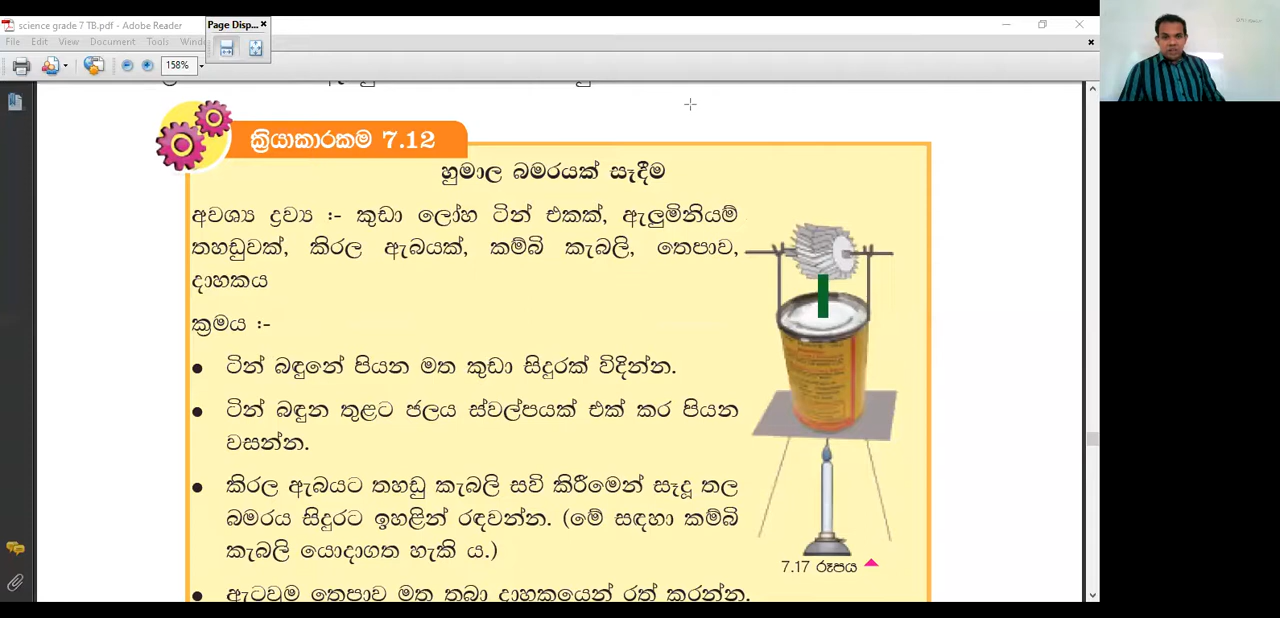 science grade 7 TB.pdf - Adobe Reader
Page Disp...
File Edit View Document Tools Windo
158%
ක්‍රියාකාරකම 7.12
හුමාල බමරයක් සෑදීම
අවශ්‍ය ද්‍රව්‍ය :- කුඩා ලෝහ ටින් එකක්, ඇලුමිනියම්
තහඩුවක්, කිරල ඇබයක්, කම්බි කැබලි, තෙපාව,
දාහකය
ක්‍රමය :-
● ටින් බඳුනේ පියන මත කුඩා සිදුරක් විදින්න.
● ටින් බඳුන තුළට ජලය ස්වල්පයක් එක් කර පියන
වසන්න.
● කිරල ඇබයට තහඩු කැබලි සවි කිරීමෙන් සෑදූ තල
බමරය සිදුරට ඉහළින් රඳවන්න. (මේ සඳහා කම්බි
කැබලි යොදාගත හැකි ය.)
● ඇටවුම තෙපාව මත තබා දාහකයෙන් රත් කරන්න.
7.17 රූපය